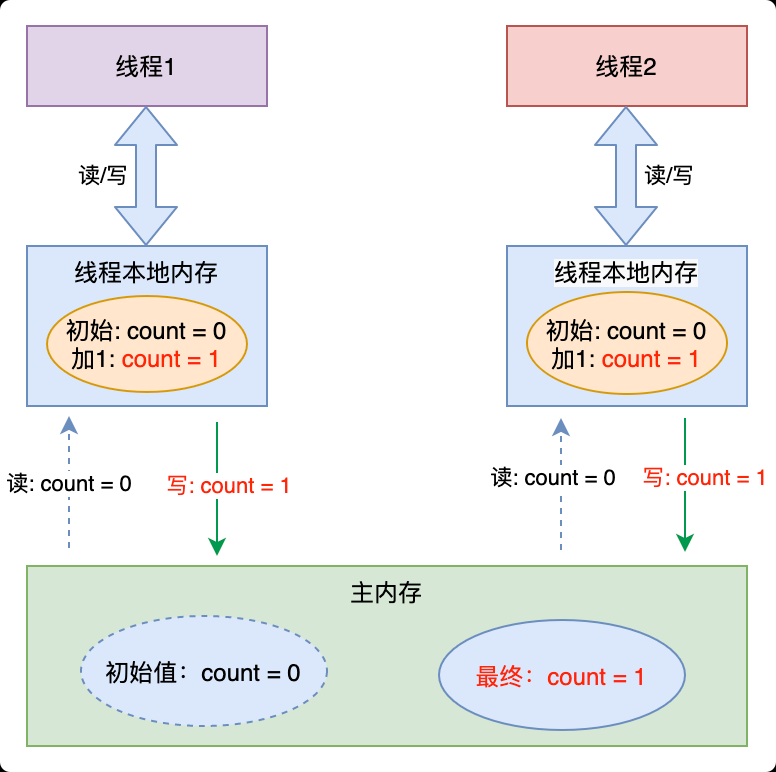 线程1
线程2
读/写
读/写
线程本地内存
初始: count = 0
加1: count = 1
线程本地内存
初始: count = 0
加1: count = 1
读: count = 0
写: count = 1
读: count = 0
写: count = 1
主内存
初始值：count = 0
最终：count = 1